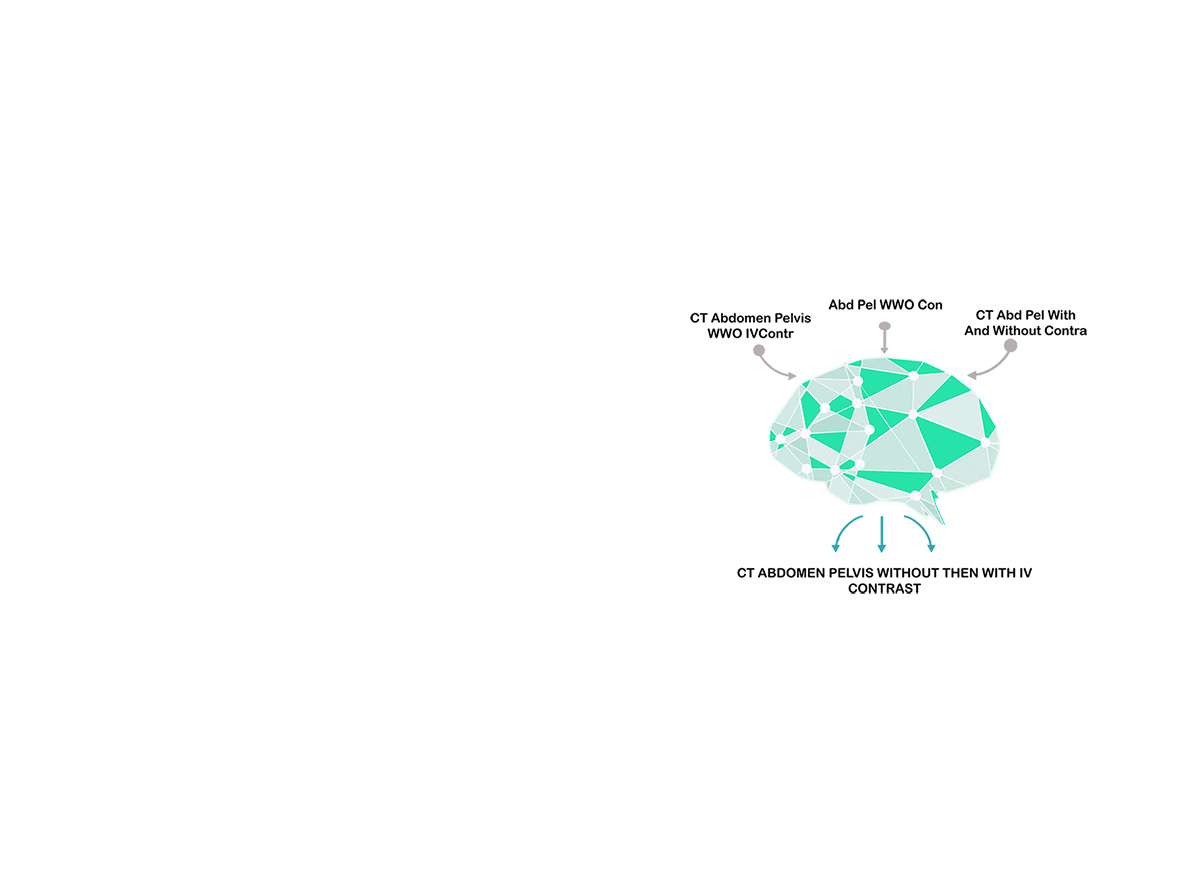 Abd Pel WWO Con
CT Abdomen Pelvis
WWO IVContr
CT Abd Pel With
And Without Contra
CT ABDOMEN PELVIS WITHOUT THEN WITH IV
CONTRAST